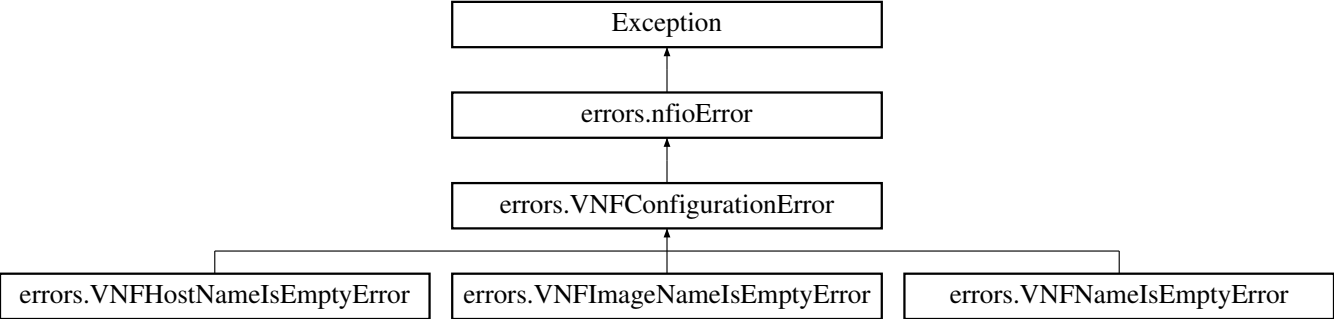 Exception
errors.nfioError
errors.VNFConfigurationError
errors.VNFHostNameIsEmptyError
errors.VNFImageNameIsEmptyError
errors.VNFNameIsEmptyError